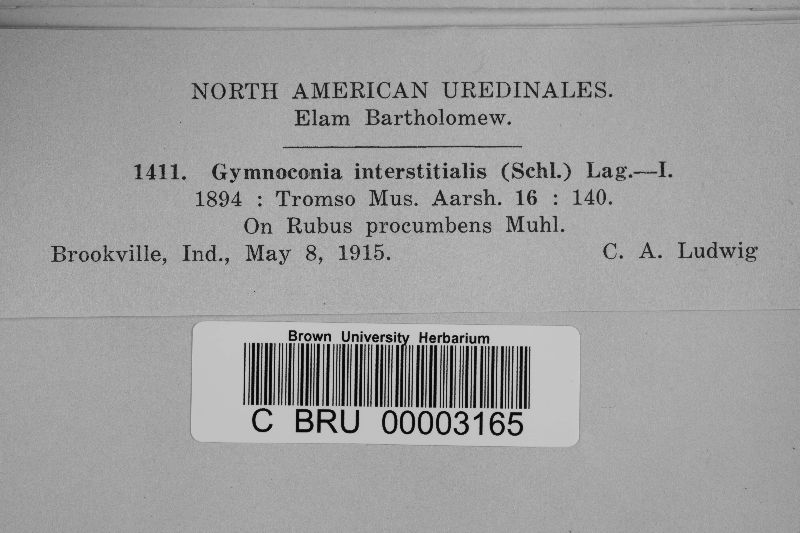 NORTH AMERICAN UREDINALES.
Elam Bartholomew.
1411. Gymnoconia interstitialis (Schl.) Lag.—I.
1894 : Tromso Mus. Aarsh. 16 : 140.
On Rubus procumbens Muhl.
Brookville, Ind., May 8, 1915. C. A. Ludwig
Brown University Herbarium
C BRU 00003165